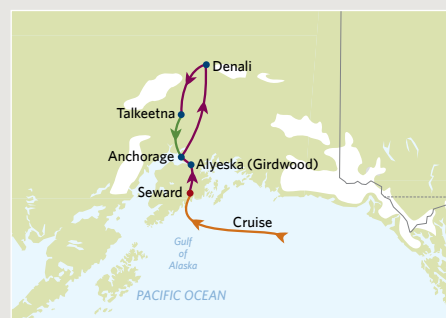 Denali
Talkeetna
Anchorage
Alyeska (Girdwood)
Seward
Cruise
Gulf
of
Alaska
PACIFIC OCEAN